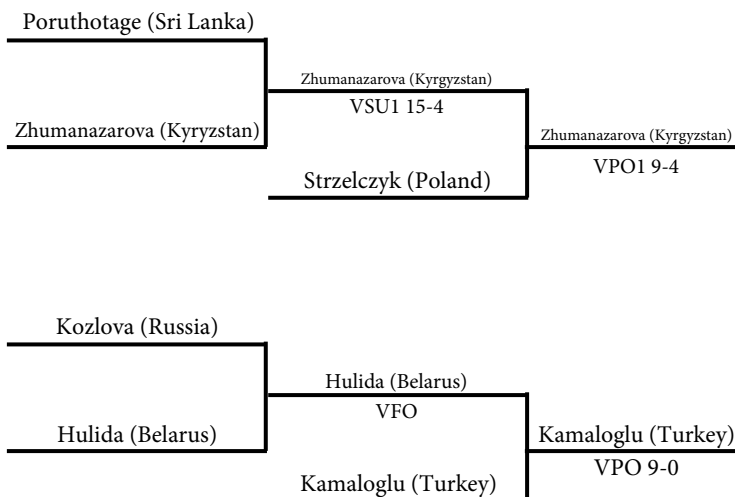 Poruthotage (Sri Lanka)
Zhumanazarova (Kyrgyzstan)
VSU1 15-4
Zhumanazarova (Kyryzstan)
Zhumanazarova (Kyrgyzstan)
VPO1 9-4
Strzelczyk (Poland)
Kozlova (Russia)
Hulida (Belarus)
VFO
Hulida (Belarus)
Kamaloglu (Turkey)
VPO 9-0
Kamaloglu (Turkey)